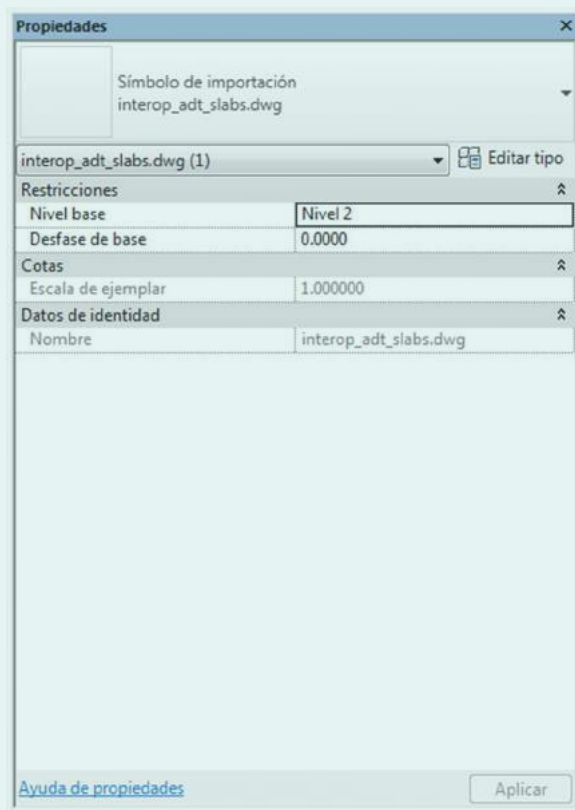 Propiedades
Símbolo de importación
interop_adt_slabs.dwg
interop_adt_slabs.dwg (1)
Editar tipo
Restricciones
Nivel base
Nivel 2
Desfase de base
0.0000
Cotas
Escala de ejemplar
1.000000
Datos de identidad
Nombre
interop_adt_slabs.dwg
Ayuda de propiedades
Aplicar